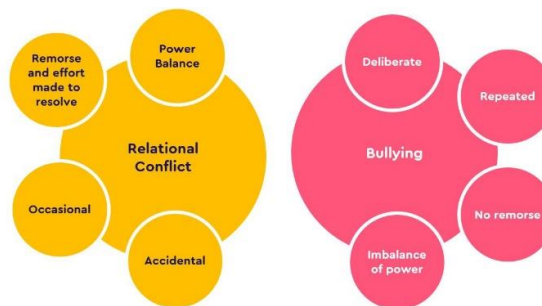 Remorse
and effort
made to
resolve
Power
Balance
Relational
Conflict
Occasional
Accidental
Deliberate
Repeated
Bullying
No remorse
Imbalance
of power